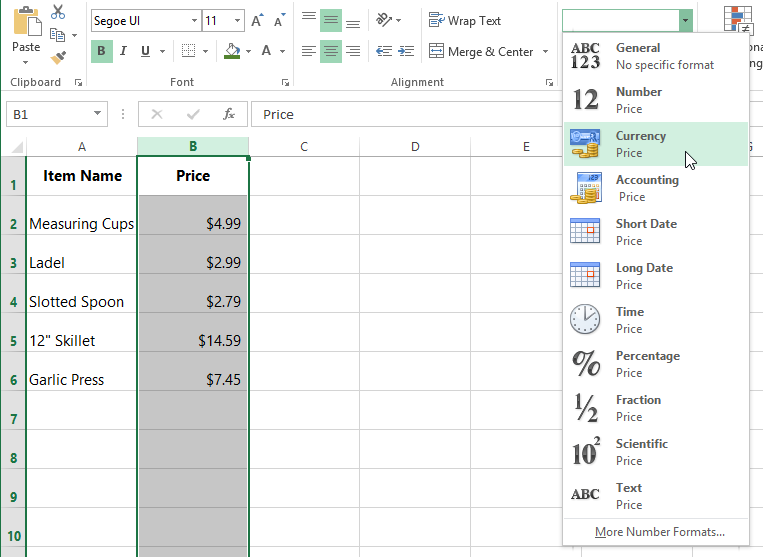 Paste
Segoe UI 11
B I U A A A
Wrap Text
Merge & Center
Clipboard Font Alignment
B1 fx Price
A B C D E
1 Item Name Price
2 Measuring Cups $4.99
3 Ladel $2.99
4 Slotted Spoon $2.79
5 12" Skillet $14.59
6 Garlic Press $7.45
7
8
9
10
ABC
123
General
No specific format
12
Number
Price
Currency
Price
123
Accounting
Price
Short Date
Price
Long Date
Price
Time
Price
%
Percentage
Price
1/2
Fraction
Price
10²
Scientific
Price
ABC
Text
Price
More Number Formats...